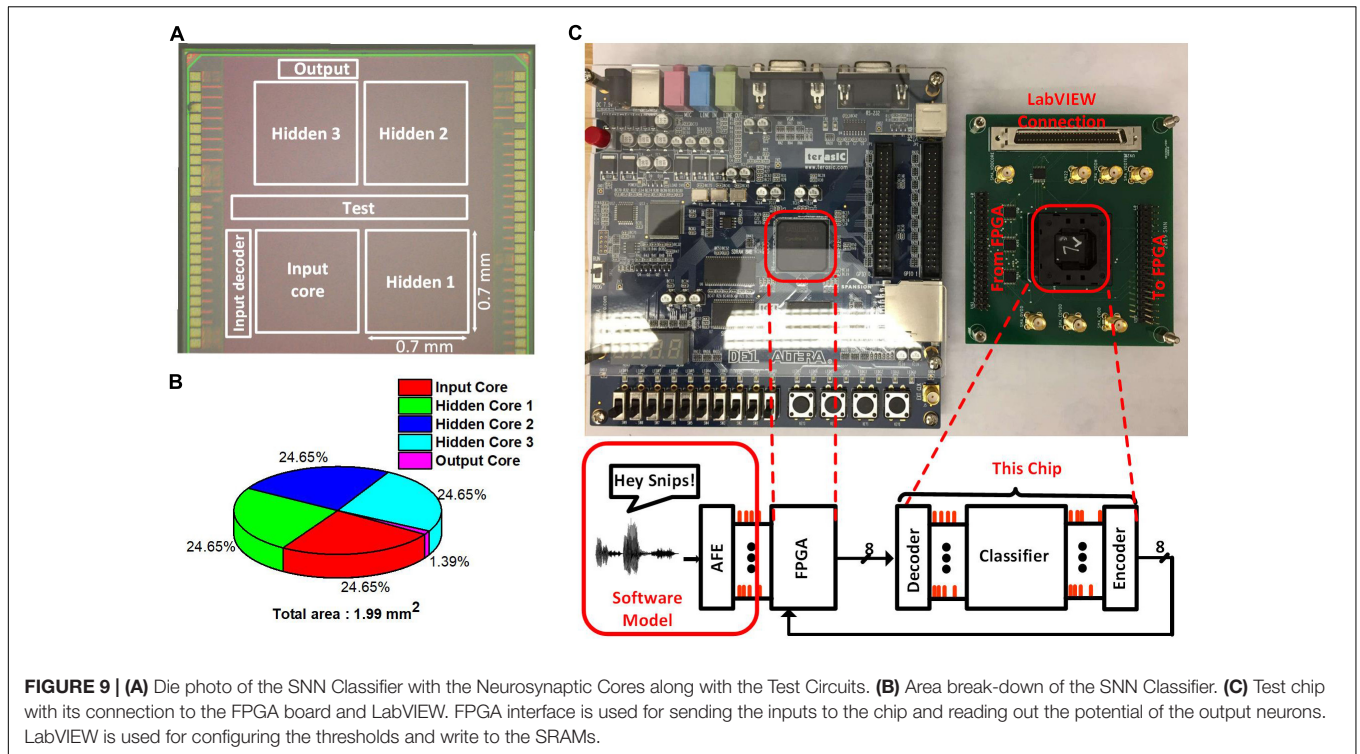 A
Output
Hidden 3
Hidden 2
Test
Input decoder
Input
core
Hidden 1
0.7 mm
0.7 mm
B
Input Core
Hidden Core 1
Hidden Core 2
Hidden Core 3
Output Core
24.65%
24.65%
24.65%
24.65%
1.39%
Total area : 1.99 mm2
C
LabVIEW
Connection
terasIC
www.terasic.com
From FPGA
To FPGA
SPANSION
GPIO 1
DE1 ALTERA
This Chip
Hey Snips!
AFE
FPGA
8
Decoder
Classifier
Encoder
8
Software
Model
FIGURE 9 | (A) Die photo of the SNN Classifier with the Neurosynaptic Cores along with the Test Circuits. (B) Area break-down of the SNN Classifier. (C) Test chip
with its connection to the FPGA board and LabVIEW. FPGA interface is used for sending the inputs to the chip and reading out the potential of the output neurons.
LabVIEW is used for configuring the thresholds and write to the SRAMs.